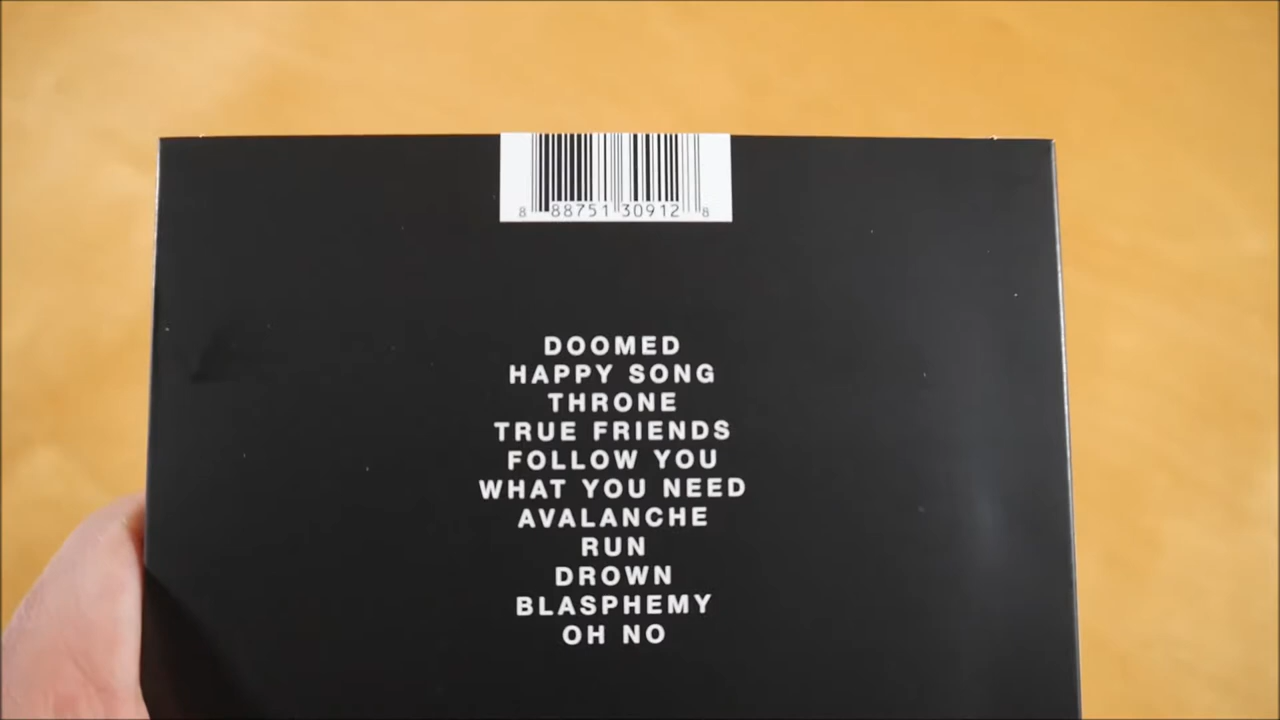 8 88751 30912 8
DOOMED
HAPPY SONG
THRONE
TRUE FRIENDS
FOLLOW YOU
WHAT YOU NEED
AVALANCHE
RUN
DROWN
BLASPHEMY
OH NO